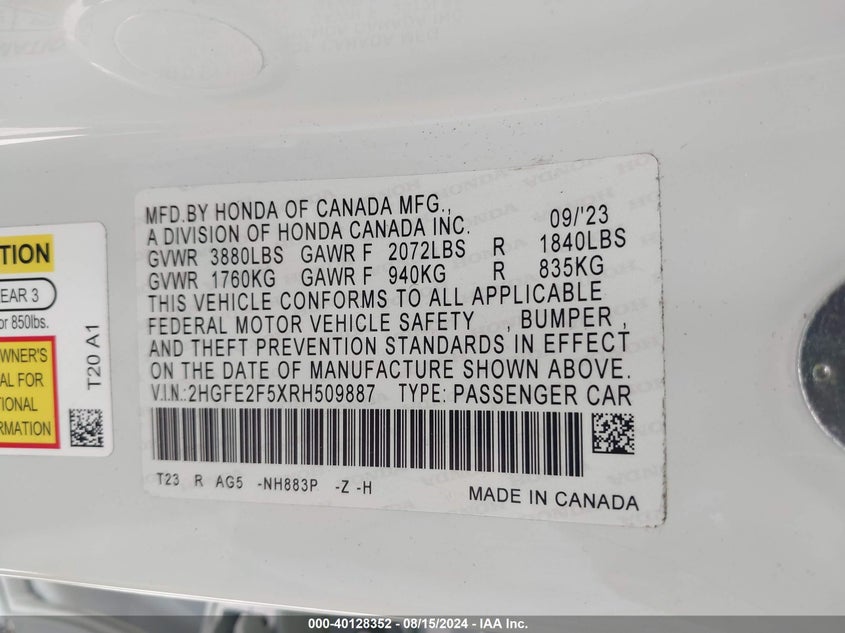 MFD.BY HONDA OF CANADA MFG.,
A DIVISION OF HONDA CANADA INC. 09/'23
GVWR 3880LBS GAWR F 2072LBS R 1840LBS
GVWR 1760KG GAWR F 940KG R 835KG
THIS VEHICLE CONFORMS TO ALL APPLICABLE
FEDERAL MOTOR VEHICLE SAFETY , BUMPER ,
AND THEFT PREVENTION STANDARDS IN EFFECT
ON THE DATE OF MANUFACTURE SHOWN ABOVE.
V.I.N.:2HGFE2F5XRH509887 TYPE: PASSENGER CAR
T23 R AG5 -NH883P -Z -H
MADE IN CANADA
TION
EAR 3
or 850lbs.
WNER'S
AL FOR
TIONAL
ORMATION
T20 A1
000-40128352 - 08/15/2024 - IAA Inc.